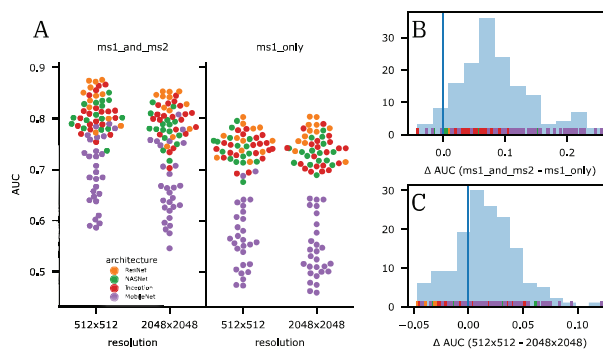 A
ms1_and_ms2
ms1_only
0.9
0.8
0.7
0.6
0.5
AUC
architecture
ResNet
NASNet
Inception
MobileNet
512x512
2048x2048
512x512
2048x2048
resolution
resolution
B
30
20
10
0
0.0
0.1
0.2
Δ AUC (ms1_and_ms2 - ms1_only)
C
30
20
10
0
−0.05
0.00
0.05
0.10
Δ AUC (512x512 - 2048x2048)